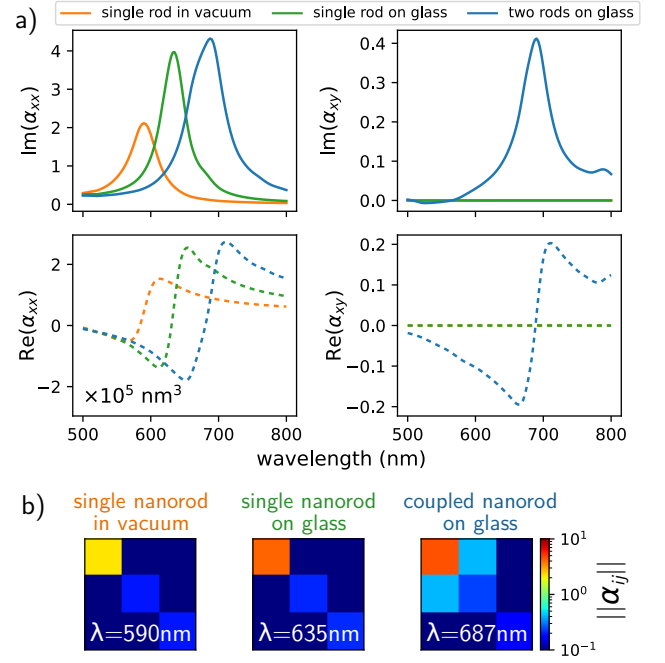 a)
single rod in vacuum
single rod on glass
two rods on glass
Im(αxx)
4
3
2
1
0
Im(αxy)
0.4
0.3
0.2
0.1
0.0
Re(αxx)
2
0
−2
×10⁵ nm³
500 600 700 800
Re(αxy)
0.2
0.1
0.0
−0.1
−0.2
500 600 700 800
wavelength (nm)
b)
single nanorod
in vacuum
single nanorod
on glass
coupled nanorod
on glass
λ=590nm
λ=635nm
λ=687nm
10¹
10⁰
10⁻¹
||αij||